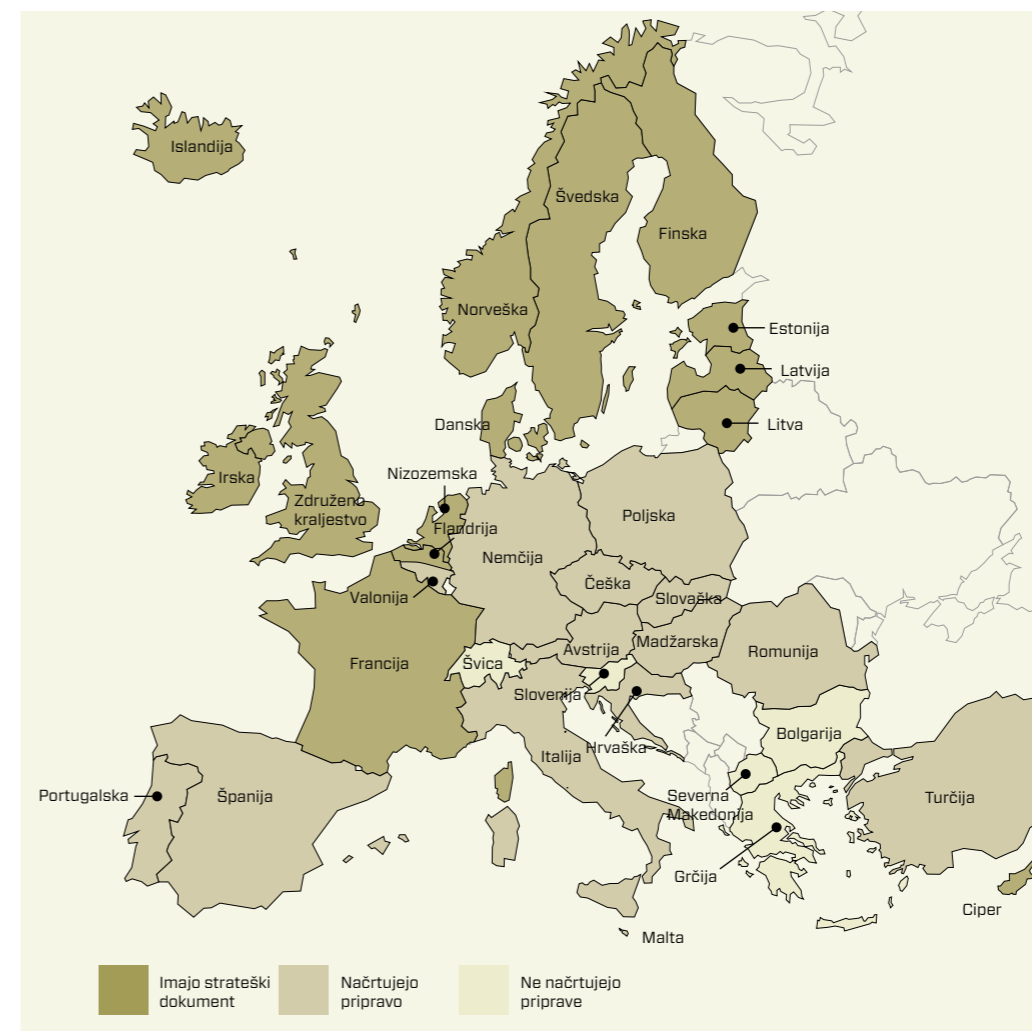 Islandija
Švedska
Finska
Norveška
Estonija
Latvija
Danska
Litva
Nizozemska
Irska
Združeno
kraljestvo
Poljska
Flandrija
Nemčija
Češka
Valonija
Slovaška
Madžarska
Avstrija
Romunija
Francija
Švica
Slovenija
Bolgarija
Hrvaška
Italija
Portugalska
Španija
Severna
Makedonija
Turčija
Grčija
Ciper
Malta
Imajo strateški
dokument
Načrtujejo
pripravo
Ne načrtujejo
priprave